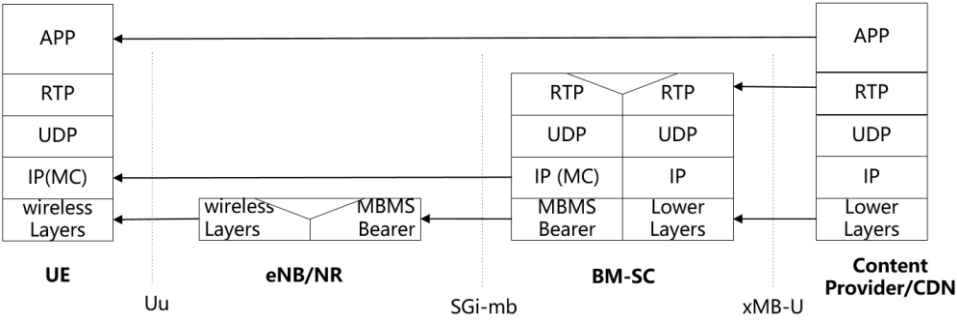 APP
RTP
UDP
IP(MC)
wireless
Layers
UE
Uu
wireless
Layers
MBMS
Bearer
eNB/NR
SGi-mb
RTP
RTP
UDP
UDP
IP (MC)
IP
MBMS
Bearer
Lower
Layers
BM-SC
xMB-U
APP
RTP
UDP
IP
Lower
Layers
Content
Provider/CDN